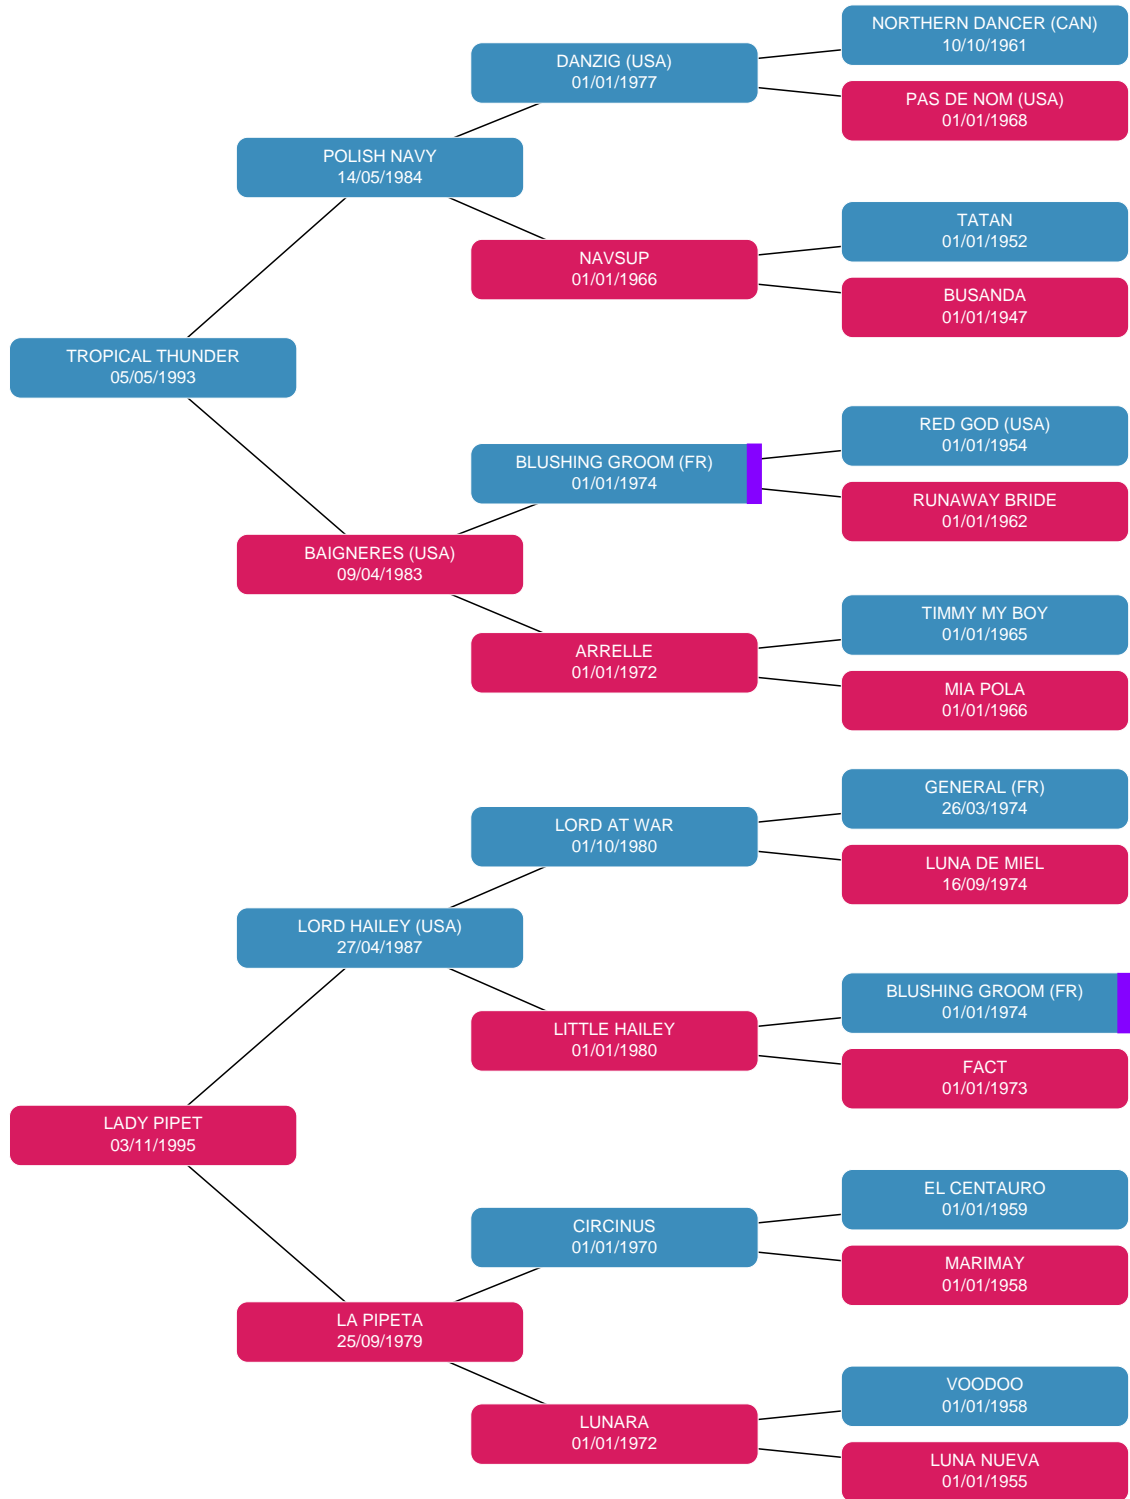 NORTHERN DANCER (CAN)
10/10/1961
DANZIG (USA)
01/01/1977
PAS DE NOM (USA)
01/01/1968
POLISH NAVY
14/05/1984
TATAN
01/01/1952
NAVSUP
01/01/1966
BUSANDA
01/01/1947
TROPICAL THUNDER
05/05/1993
RED GOD (USA)
01/01/1954
BLUSHING GROOM (FR)
01/01/1974
RUNAWAY BRIDE
01/01/1962
BAIGNERES (USA)
09/04/1983
TIMMY MY BOY
01/01/1965
ARRELLE
01/01/1972
MIA POLA
01/01/1966
GENERAL (FR)
26/03/1974
LORD AT WAR
01/10/1980
LUNA DE MIEL
16/09/1974
LORD HAILEY (USA)
27/04/1987
BLUSHING GROOM (FR)
01/01/1974
LITTLE HAILEY
01/01/1980
FACT
01/01/1973
LADY PIPET
03/11/1995
EL CENTAURO
01/01/1959
CIRCINUS
01/01/1970
MARIMAY
01/01/1958
LA PIPETA
25/09/1979
VOODOO
01/01/1958
LUNARA
01/01/1972
LUNA NUEVA
01/01/1955